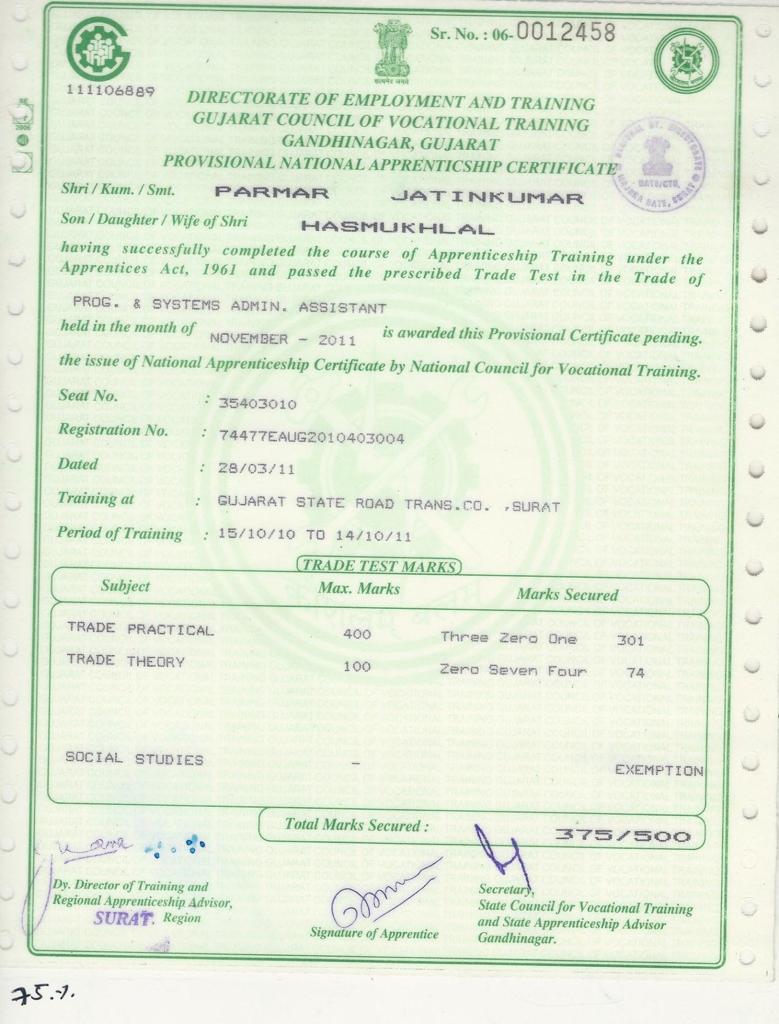 Sr. No. : 06-0012458
111106889
सत्यमेव जयते
DIRECTORATE OF EMPLOYMENT AND TRAINING
GUJARAT COUNCIL OF VOCATIONAL TRAINING
GANDHINAGAR, GUJARAT
PROVISIONAL NATIONAL APPRENTICSHIP CERTIFICATE
Shri / Kum. / Smt. PARMAR JATINKUMAR
Son / Daughter / Wife of Shri HASMUKHLAL
having successfully completed the course of Apprenticeship Training under the
Apprentices Act, 1961 and passed the prescribed Trade Test in the Trade of
PROG. & SYSTEMS ADMIN. ASSISTANT
held in the month of NOVEMBER - 2011 is awarded this Provisional Certificate pending.
the issue of National Apprenticeship Certificate by National Council for Vocational Training.
Seat No. : 35403010
Registration No. : 74477EAUG2010403004
Dated : 28/03/11
Training at : GUJARAT STATE ROAD TRANS.CO. ,SURAT
Period of Training : 15/10/10 TO 14/10/11
TRADE TEST MARKS
Subject Max. Marks Marks Secured
TRADE PRACTICAL 400 Three Zero One 301
TRADE THEORY 100 Zero Seven Four 74
SOCIAL STUDIES - EXEMPTION
Total Marks Secured : 375/500
Dy. Director of Training and
Regional Apprenticeship Advisor,
SURAT. Region
Signature of Apprentice
Secretary,
State Council for Vocational Training
and State Apprenticeship Advisor
Gandhinagar.
75.%